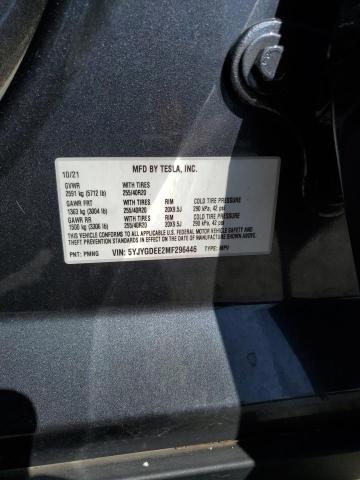 MFD BY TESLA, INC.
10/21
GVWR WITH TIRES
2591 kg (5712 lb) 255/40R20
GAWR FRT WITH TIRES RIM COLD TIRE PRESSURE
1363 kg (3004 lb) 255/40R20 20X9.5J 290 kPa, 42 psi
GAWR RR WITH TIRES RIM COLD TIRE PRESSURE
1500 kg (3306 lb) 255/40R20 20X9.5J 290 kPa, 42 psi
THIS VEHICLE CONFORMS TO ALL APPLICABLE U.S.
FEDERAL MOTOR VEHICLE SAFETY, BUMPER AND THEFT PREVENTION STANDARDS
IN EFFECT ON THE DATE OF MANUFACTURE SHOWN ABOVE.
PNT: PMNG VIN: 5YJYGDEE2MF296446 TYPE: MPV